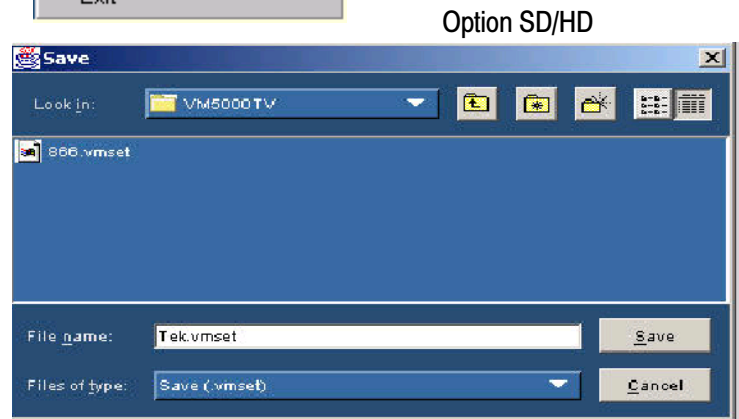 Exit
Option SD/HD
Save
Look in: VM5000TV
866.vmset
File name: Tek.vmset Save
Files of type: Save (.vmset) Cancel